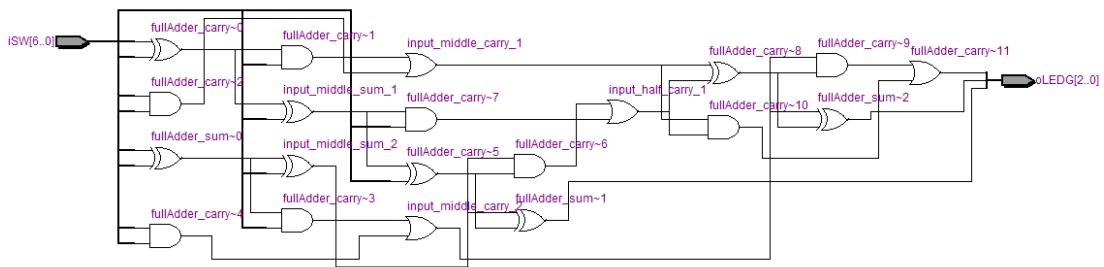 iSW[6..0]
fullAdder_carry~0
fullAdder_carry~1
input_middle_carry_1
fullAdder_carry~8
fullAdder_carry~9
fullAdder_carry~11
oLEDG[2..0]
fullAdder_carry~2
input_middle_sum_1
fullAdder_carry~7
input_half_carry_1
fullAdder_carry~10
fullAdder_sum~2
fullAdder_sum~0
input_middle_sum_2
fullAdder_carry~5
fullAdder_carry~6
fullAdder_carry~4
fullAdder_carry~3
input_middle_carry_2
fullAdder_sum~1